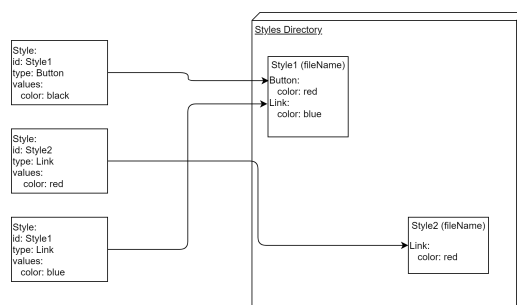 Styles Directory
Style:
id: Style1
type: Button
values:
color: black
Style1 (fileName)
Button:
color: red
Link:
color: blue
Style:
id: Style2
type: Link
values:
color: red
Style:
id: Style1
type: Link
values:
color: blue
Style2 (fileName)
Link:
color: red